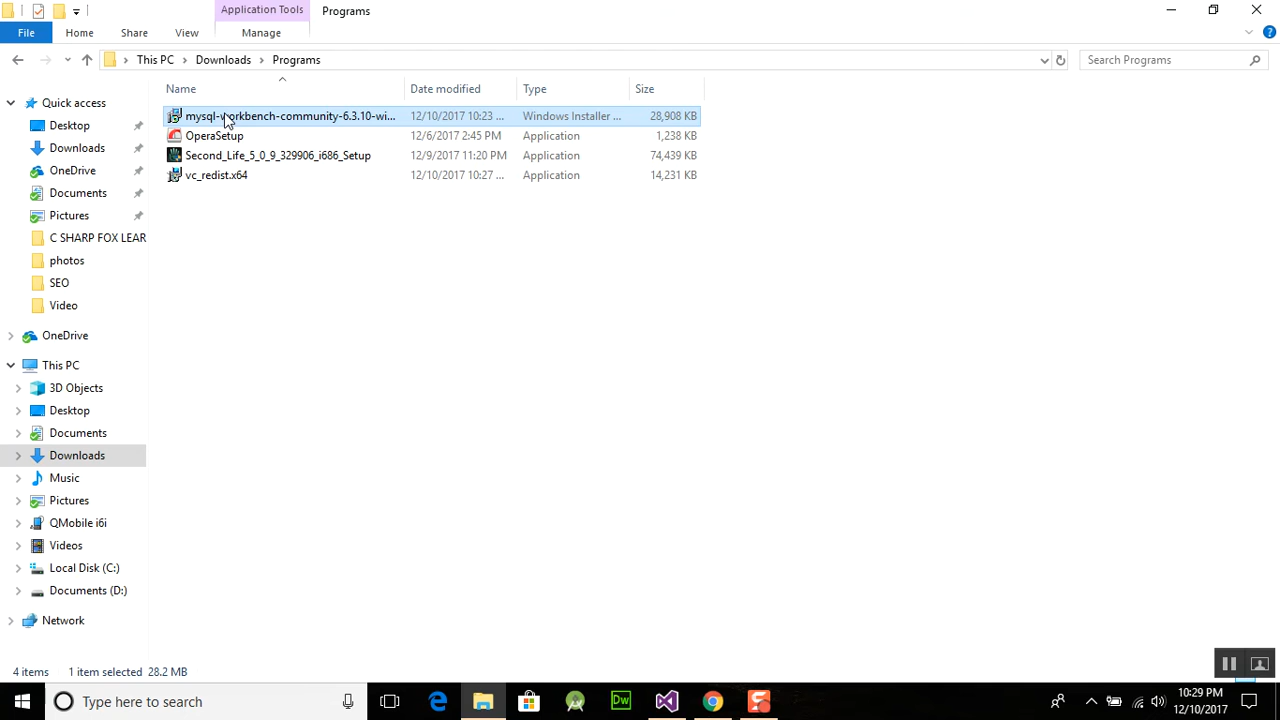 Application Tools
Programs
File
Home
Share
View
Manage
This PC
Downloads
Programs
Search Programs
Name
Date modified
Type
Size
Quick access
Desktop
Downloads
OneDrive
Documents
Pictures
C SHARP FOX LEAR
photos
SEO
Video
OneDrive
This PC
3D Objects
Desktop
Documents
Downloads
Music
Pictures
QMobile i6i
Videos
Local Disk (C:)
Documents (D:)
Network
mysql-workbench-community-6.3.10-wi... 12/10/2017 10:23 ... Windows Installer ... 28,908 KB
OperaSetup 12/6/2017 2:45 PM Application 1,238 KB
Second_Life_5_0_9_329906_i686_Setup 12/9/2017 11:20 PM Application 74,439 KB
vc_redist.x64 12/10/2017 10:27 ... Application 14,231 KB
4 items 1 item selected 28.2 MB
Type here to search
Dw
10:29 PM
12/10/2017